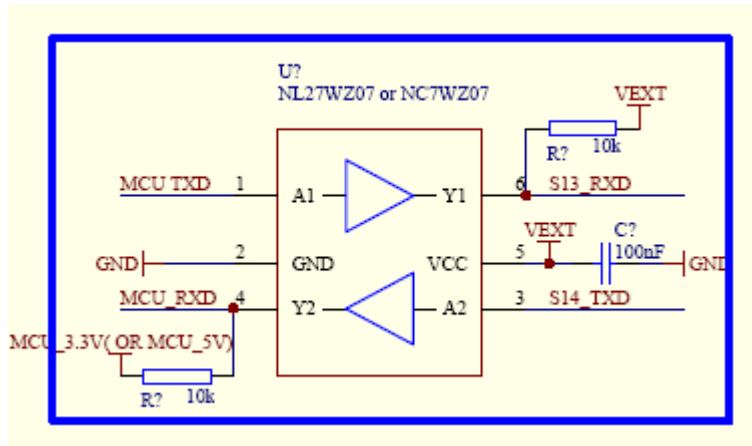 U?
NL27WZ07 or NC7WZ07
VEXT
R?
10k
MCU TXD
1
A1
Y1
6
S13_RXD
VEXT
C?
GND
2
GND
VCC
5
100nF
GND
MCU_RXD
4
Y2
A2
3
S14_TXD
MCU_3.3V( OR MCU_5V)
R?
10k